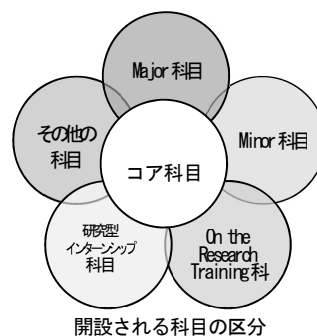 Major 科目
その他の
科目
Minor 科目
コア科目
研究型
インターンシップ
科目
On the
Research
Training 科
開設される科目の区分